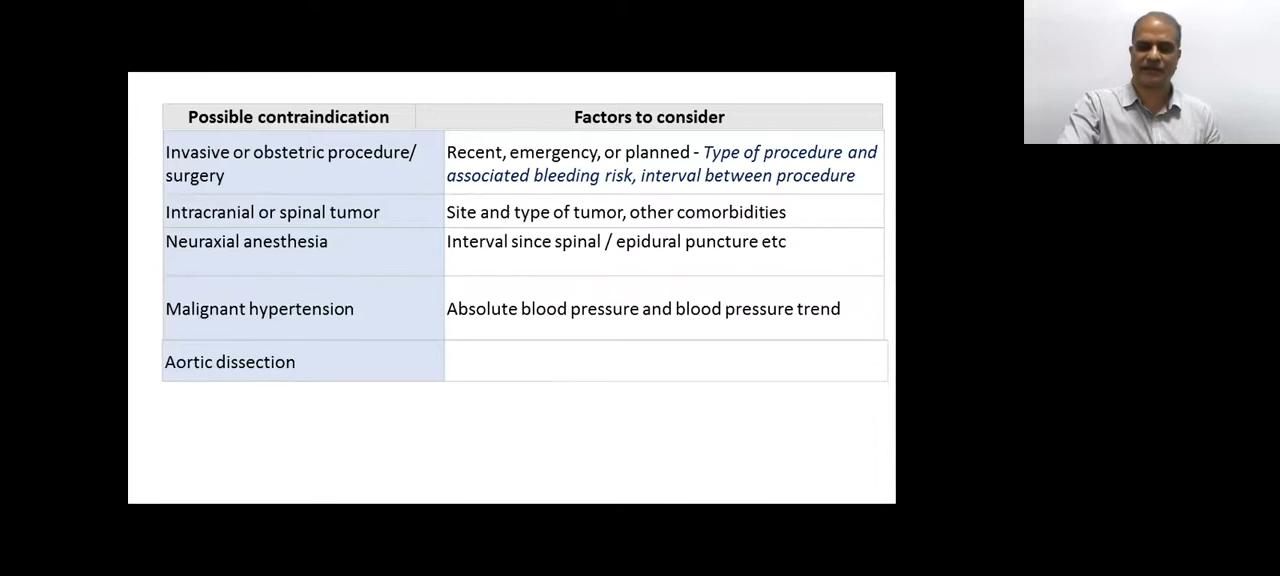 Possible contraindication Factors to consider
Invasive or obstetric procedure/ Recent, emergency, or planned - Type of procedure and
surgery associated bleeding risk, interval between procedure
Intracranial or spinal tumor Site and type of tumor, other comorbidities
Neuraxial anesthesia Interval since spinal / epidural puncture etc
Malignant hypertension Absolute blood pressure and blood pressure trend
Aortic dissection